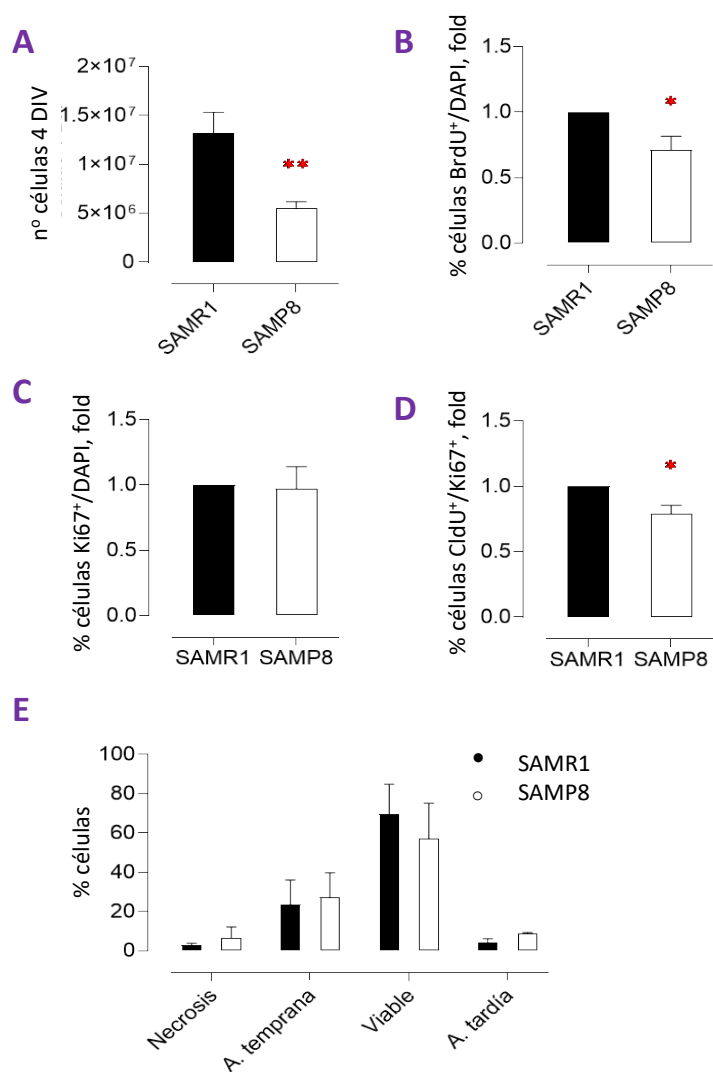 A
nº células 4 DIV
2×10⁷
1.5×10⁷
1×10⁷
5×10⁶
0
**
SAMR1
SAMP8
B
% células BrdU⁺/DAPI, fold
1.5
1.0
0.5
0.0
*
SAMR1
SAMP8
C
% células Ki67⁺/DAPI, fold
1.5
1.0
0.5
0.0
SAMR1
SAMP8
D
% células CldU⁺/Ki67⁺, fold
1.5
1.0
0.5
0.0
*
SAMR1
SAMP8
E
% células
100
80
60
40
20
0
SAMR1
SAMP8
Necrosis
A. temprana
Viable
A. tardía